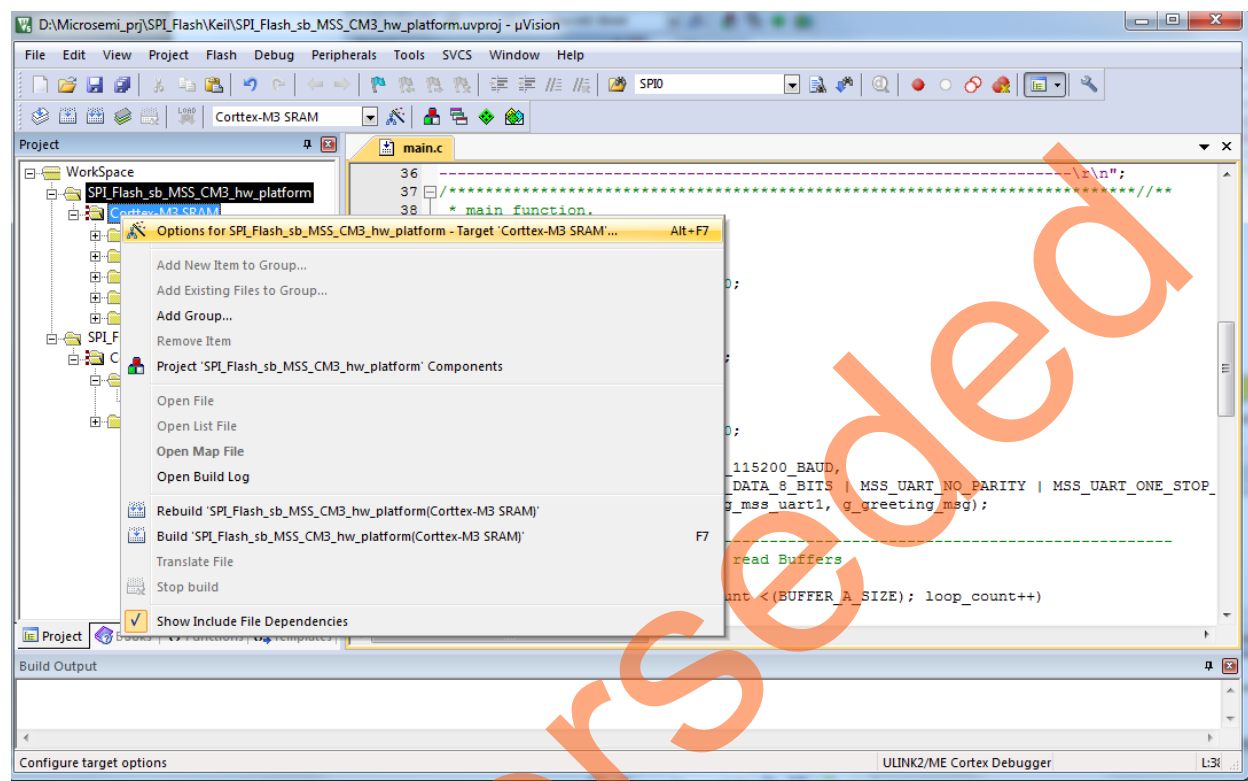 D:\Microsemi_prj\SPI_Flash\Keil\SPI_Flash_sb_MSS_CM3_hw_platform.uvproj - µVision
File Edit View Project Flash Debug Peripherals Tools SVCS Window Help
SPI0
LOAD Corttex-M3 SRAM
Project
main.c
WorkSpace
SPI_Flash_sb_MSS_CM3_hw_platform
Corttex-M3 SRAM
SPI_F
C
36 ---------------------------------------------------------------------\r\n";
37 /***************************************************************************//**
38 * main function.
Options for SPI_Flash_sb_MSS_CM3_hw_platform - Target 'Corttex-M3 SRAM'... Alt+F7
Add New Item to Group...
Add Existing Files to Group...
Add Group...
Remove Item
Project 'SPI_Flash_sb_MSS_CM3_hw_platform' Components
Open File
Open List File
Open Map File
Open Build Log
Rebuild 'SPI_Flash_sb_MSS_CM3_hw_platform(Corttex-M3 SRAM)'
Build 'SPI_Flash_sb_MSS_CM3_hw_platform(Corttex-M3 SRAM)' F7
Translate File
Stop build
Show Include File Dependencies
_115200_BAUD,
DATA_8_BITS | MSS_UART_NO_PARITY | MSS_UART_ONE_STOP_
g_mss_uart1, g_greeting_msg);
read Buffers
unt <(BUFFER_A_SIZE); loop_count++)
Project
Build Output
Configure target options ULINK2/ME Cortex Debugger L:38
erseded